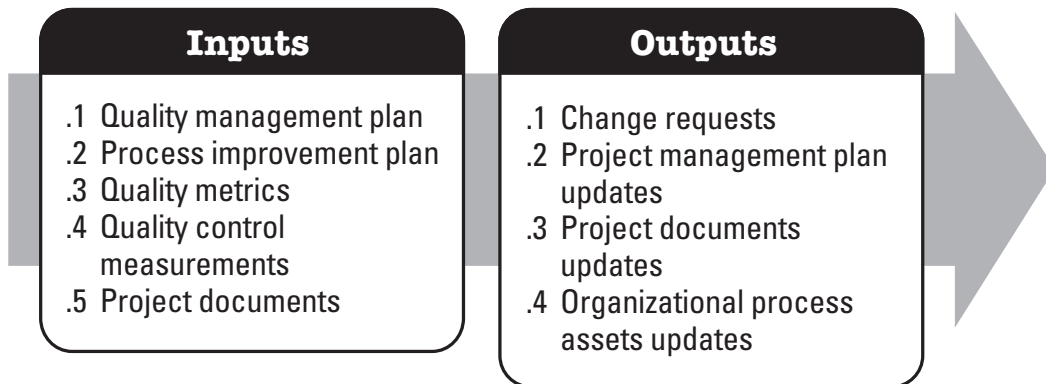 Inputs
.1 Quality management plan
.2 Process improvement plan
.3 Quality metrics
.4 Quality control
measurements
.5 Project documents
Outputs
.1 Change requests
.2 Project management plan
updates
.3 Project documents
updates
.4 Organizational process
assets updates